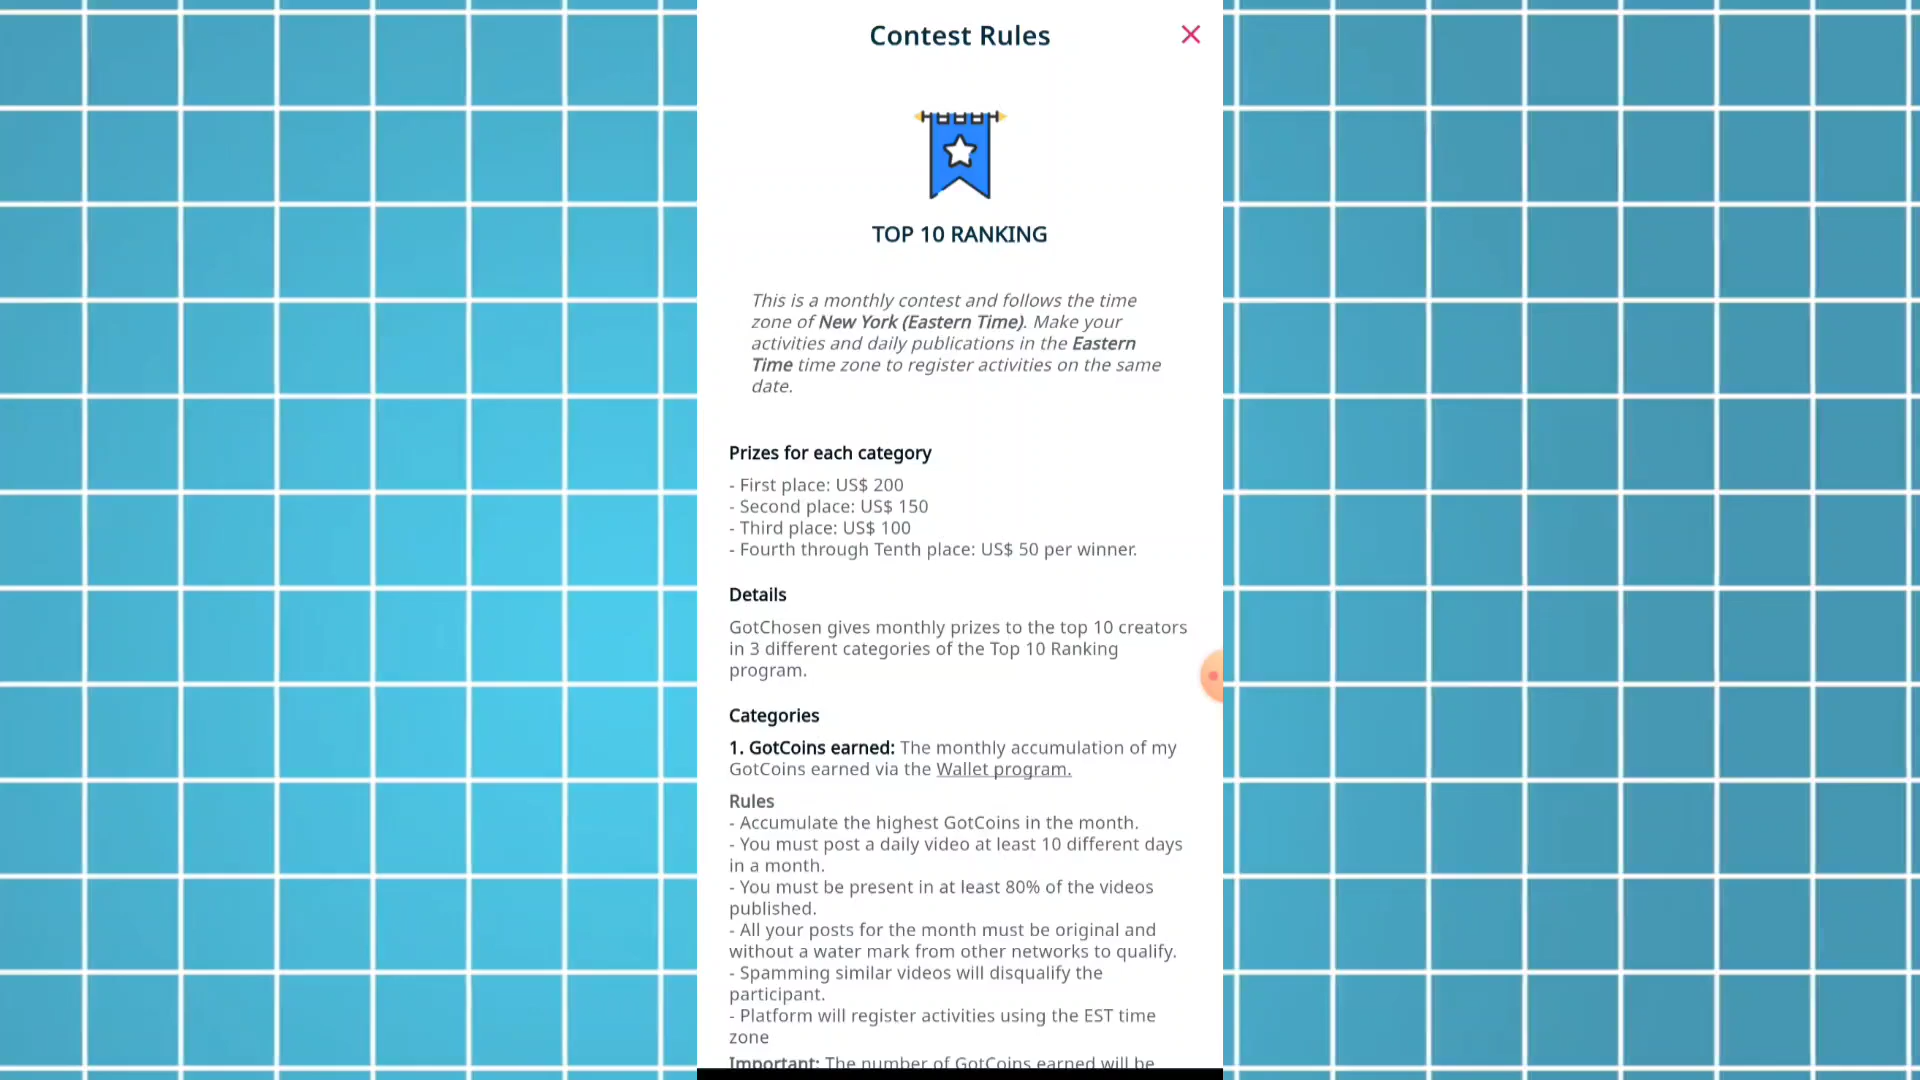 Contest Rules
TOP 10 RANKING
This is a monthly contest and follows the time
zone of New York (Eastern Time). Make your
activities and daily publications in the Eastern
Time time zone to register activities on the same
date.
Prizes for each category
- First place: US$ 200
- Second place: US$ 150
- Third place: US$ 100
- Fourth through Tenth place: US$ 50 per winner.
Details
GotChosen gives monthly prizes to the top 10 creators
in 3 different categories of the Top 10 Ranking
program.
Categories
1. GotCoins earned: The monthly accumulation of my
GotCoins earned via the Wallet program.
Rules
- Accumulate the highest GotCoins in the month.
- You must post a daily video at least 10 different days
in a month.
- You must be present in at least 80% of the videos
published.
- All your posts for the month must be original and
without a water mark from other networks to qualify.
- Spamming similar videos will disqualify the
participant.
- Platform will register activities using the EST time
zone
Important: The number of GotCoins earned will be